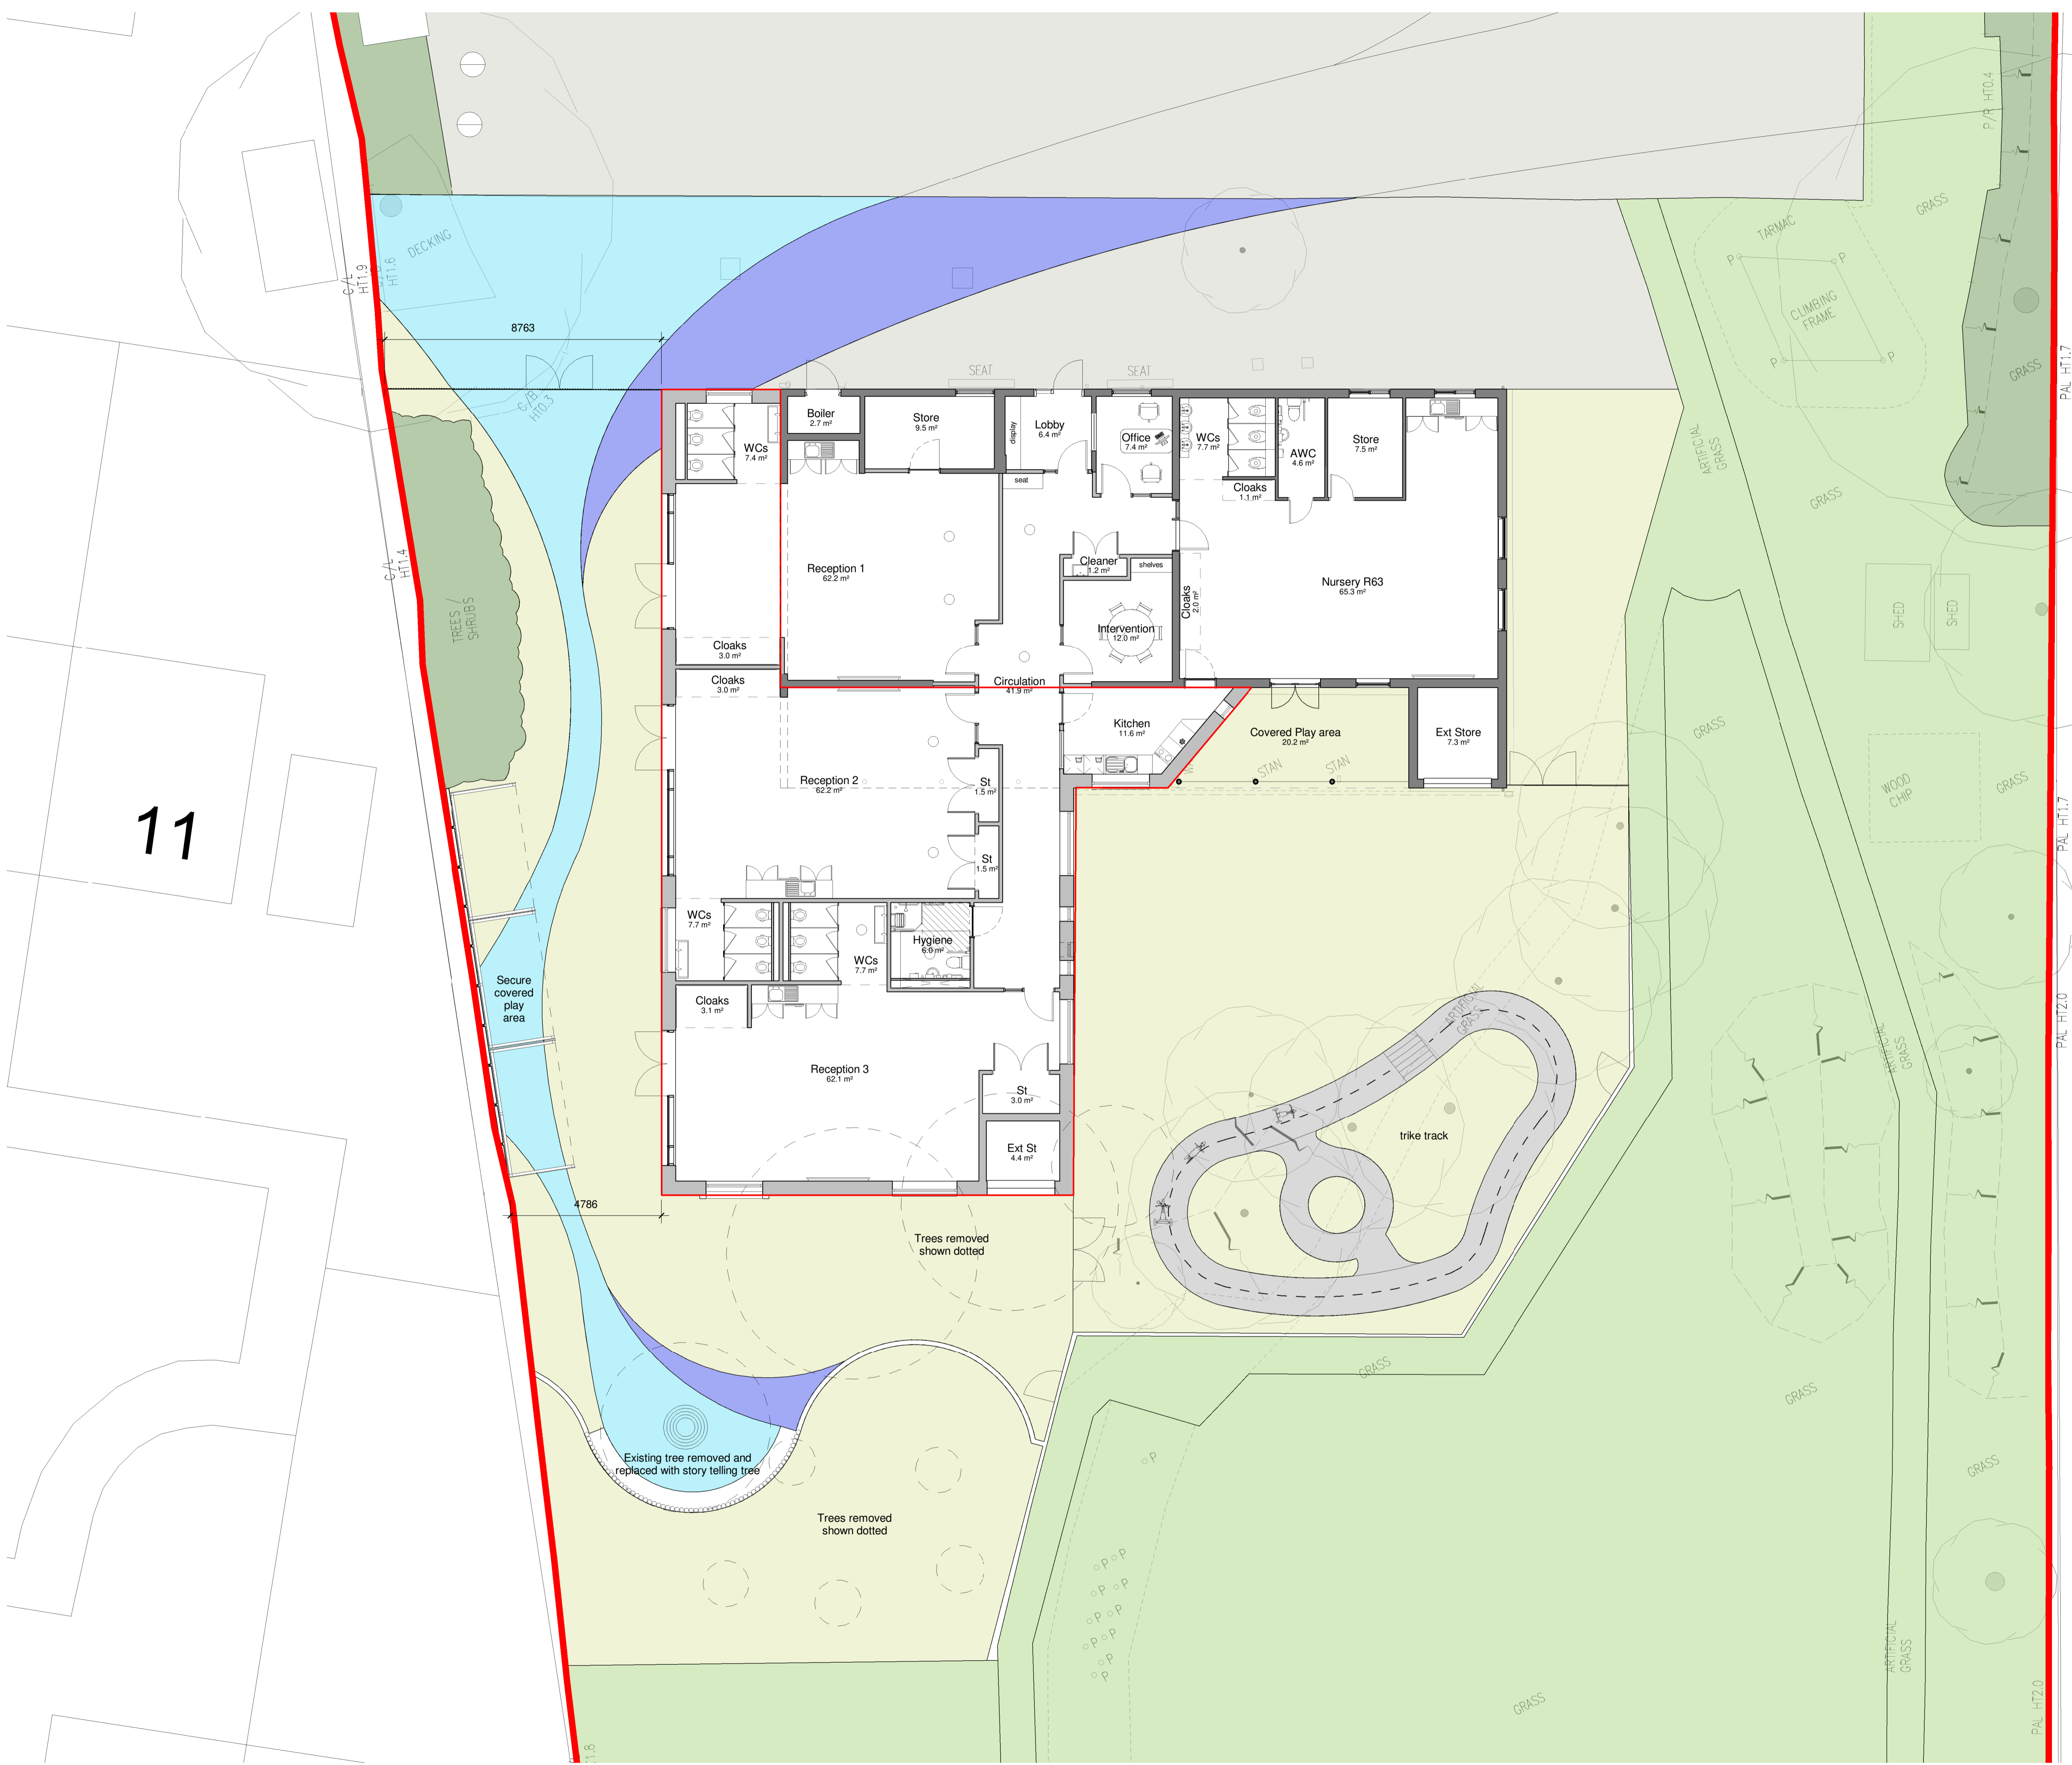 P/R HT0.4
DECKING
C/L
HT1.9
HT1.6
TARMAC
GRASS
CLIMBING
FRAME
P
P
P
P
8763
G/B
HT0.3
SEAT
SEAT
PAL HT1.7
GRASS
Boiler
2.7 m²
Store
9.5 m²
display
Lobby
6.4 m²
Office
7.4 m²
WCs
7.4 m²
WCs
7.7 m²
AWC
4.6 m²
Store
7.5 m²
seat
Cloaks
1.1 m²
ARTIFICIAL
GRASS
GRASS
C/L
HT1.4
TREES /
SHRUBS
Reception 1
62.2 m²
Cleaner
1.2 m²
shelves
Cloaks
2.0 m²
Nursery R63
65.3 m²
Intervention
12.0 m²
SHED
SHED
Cloaks
3.0 m²
Cloaks
3.0 m²
Circulation
41.9 m²
Kitchen
11.6 m²
Covered Play area
20.2 m²
Ext Store
7.3 m²
GRASS
STAN
STAN
Reception 2
62.2 m²
St
1.5 m²
WOOD
CHIP
GRASS
PAL HT1.7
11
St
1.5 m²
WCs
7.7 m²
Hygiene
6.0 m²
WCs
7.7 m²
Secure
covered
play
area
Cloaks
3.1 m²
ARTIFICIAL
GRASS
ARTIFICIAL
GRASS
PAL HT2.0
Reception 3
62.1 m²
St
3.0 m²
Ext St
4.4 m²
trike track
4786
Trees removed
shown dotted
GRASS
GRASS
GRASS
Existing tree removed and
replaced with story telling tree
P
Trees removed
shown dotted
P P
P P
P P
P P
P
P
ARTIFICIAL
GRASS
GRASS
PAL HT2.0